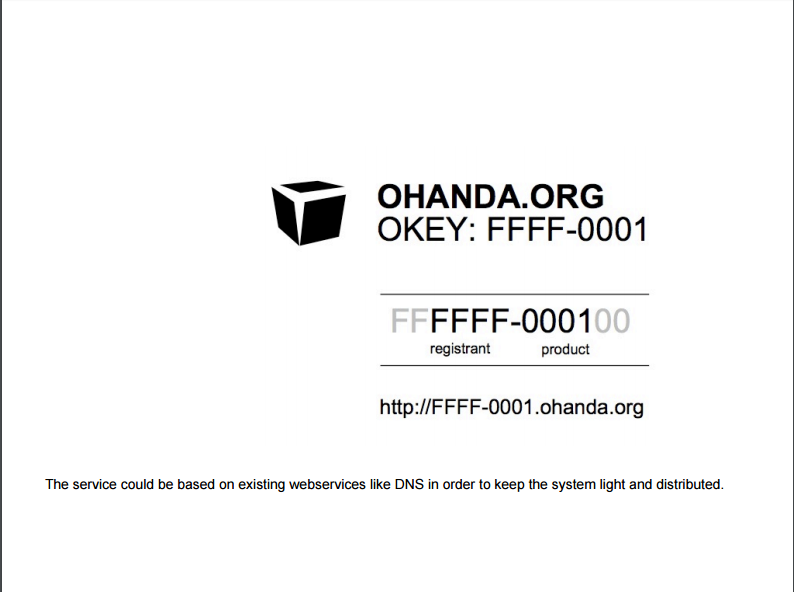 OHANDA.ORG
OKEY: FFFF-0001
FFFFFF-000100
registrant product
http://FFFF-0001.ohanda.org
The service could be based on existing webservices like DNS in order to keep the system light and distributed.